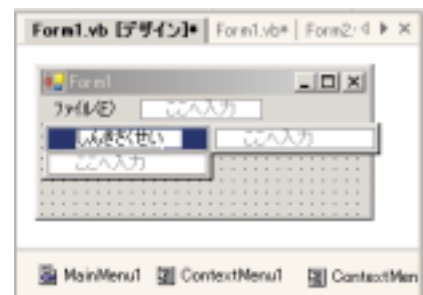 Form1.vb [デザイン]* Form1.vb* Form2
Form1
ファイル(E) ここへ入力
しんきさくせい ここへ入力
ここへ入力
MainMenu1 ContextMenu1 ContextMen